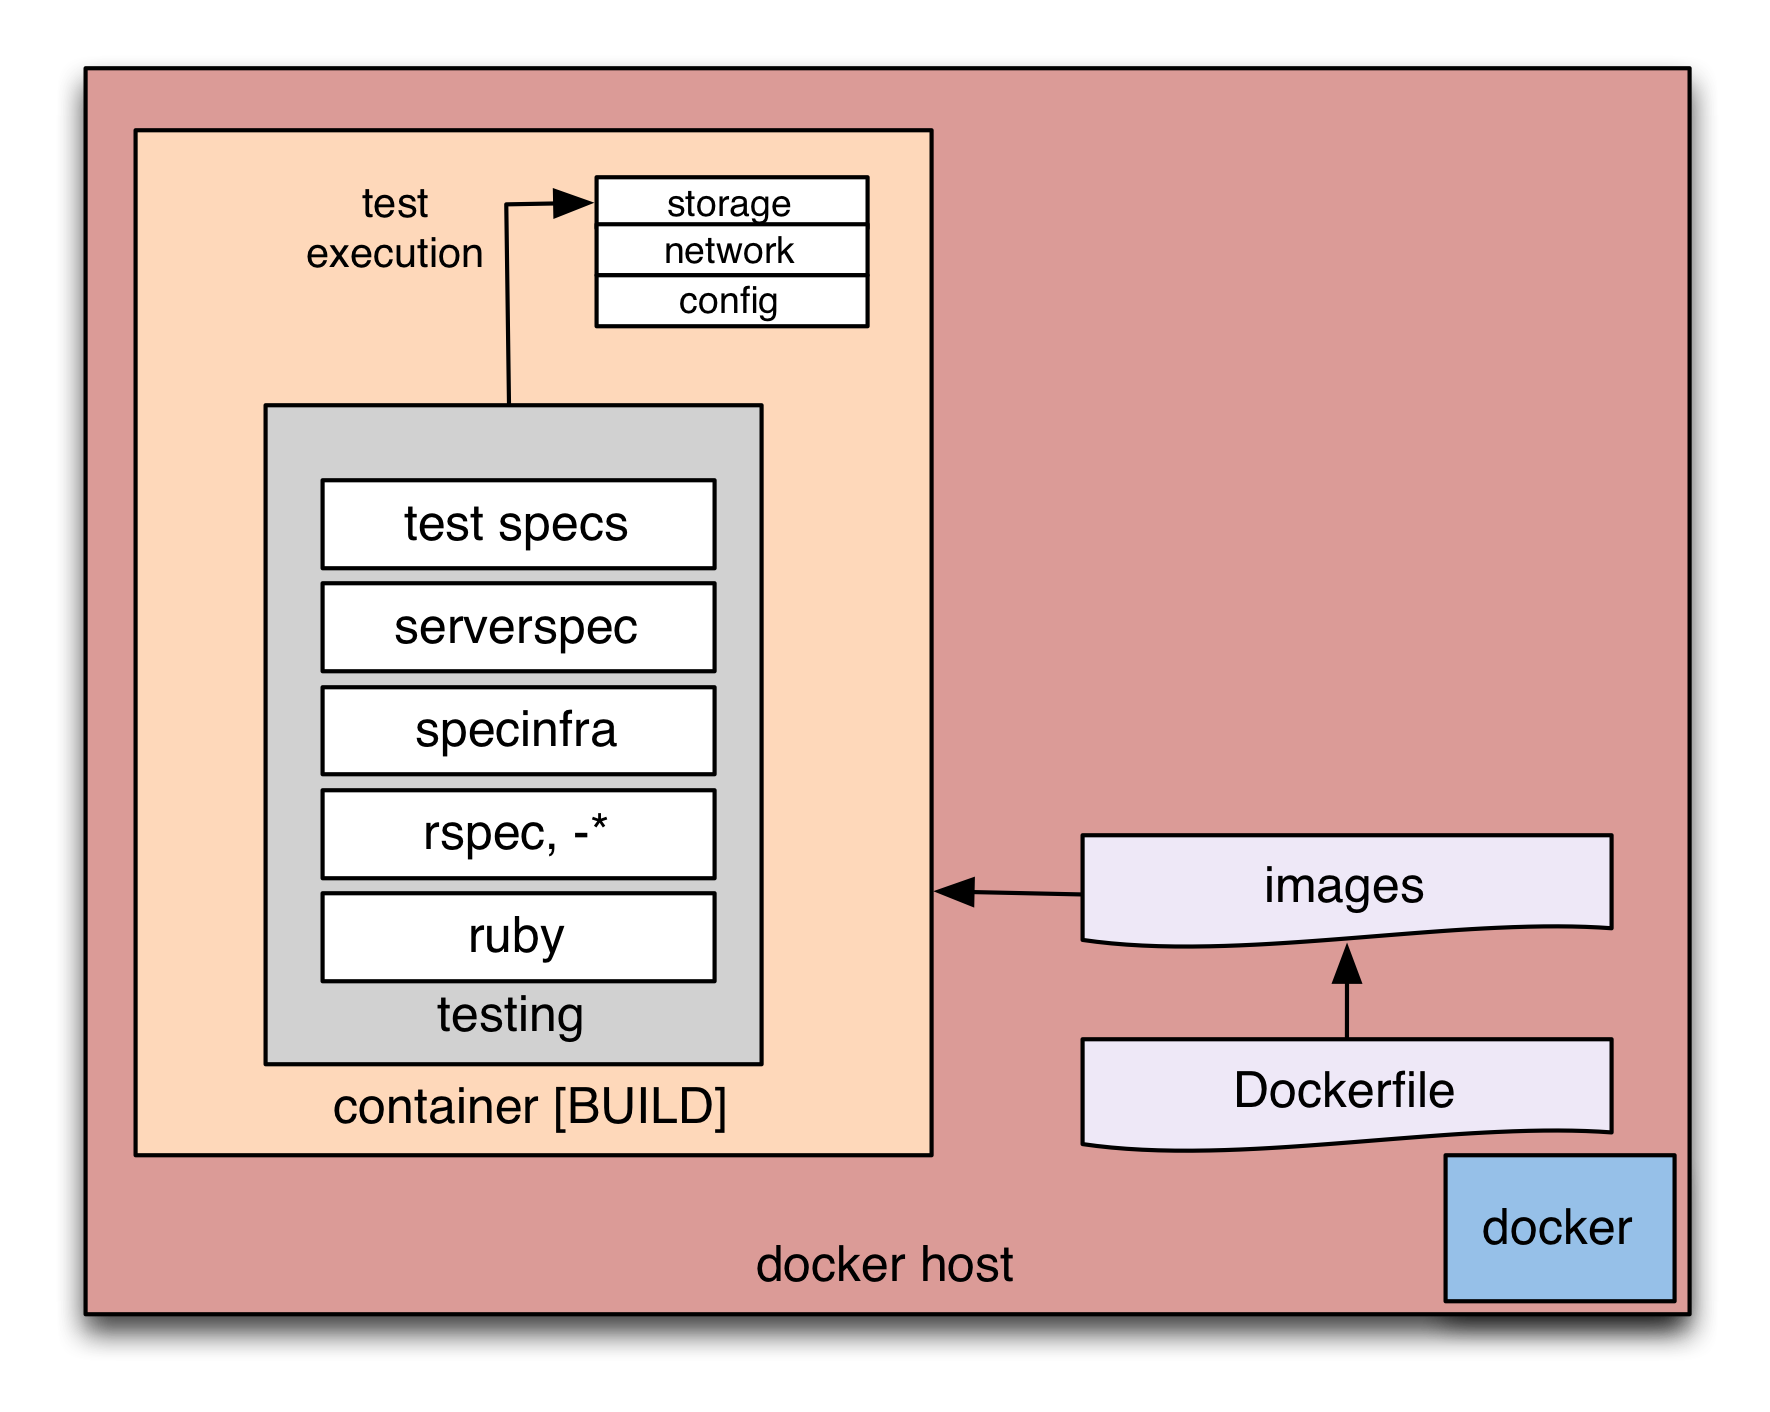 test
execution
storage
network
config
test specs
serverspec
specinfra
rspec, -*
ruby
testing
container [BUILD]
images
Dockerfile
docker
docker host